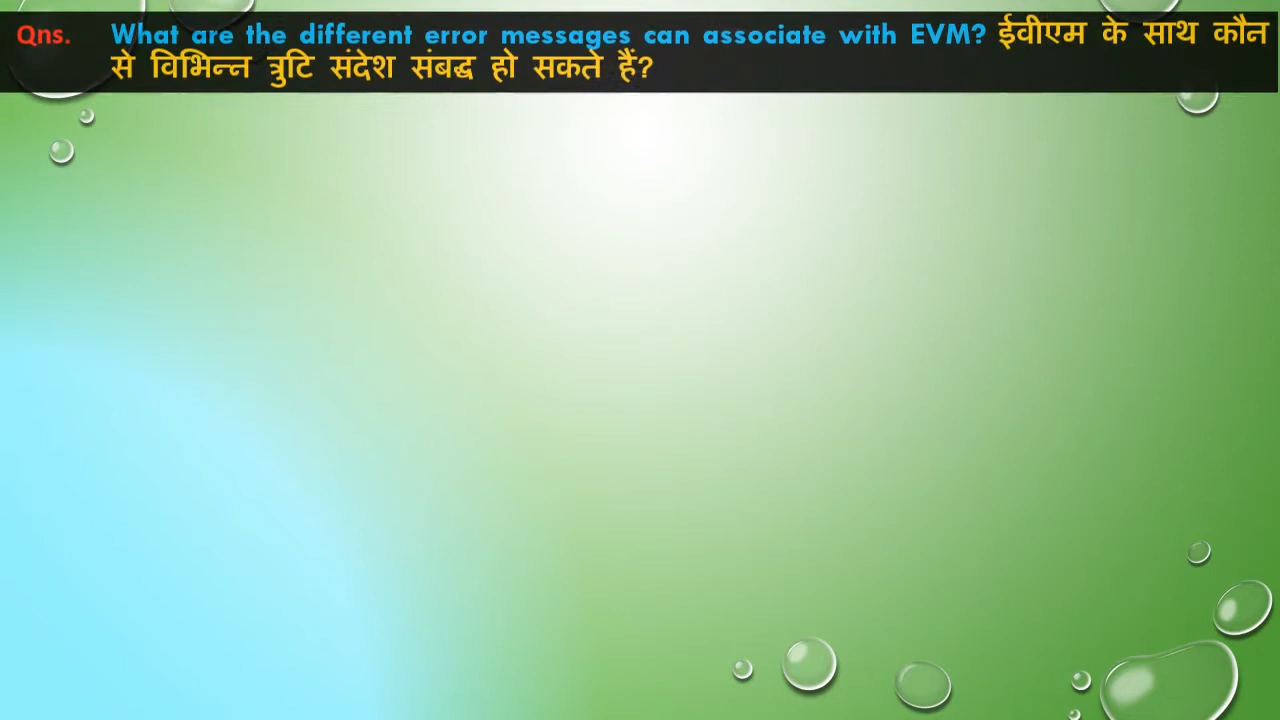 Qns. What are the different error messages can associate with EVM? ईवीएम के साथ कौन
से विभिन्न त्रुटि संदेश संबद्ध हो सकते हैं?